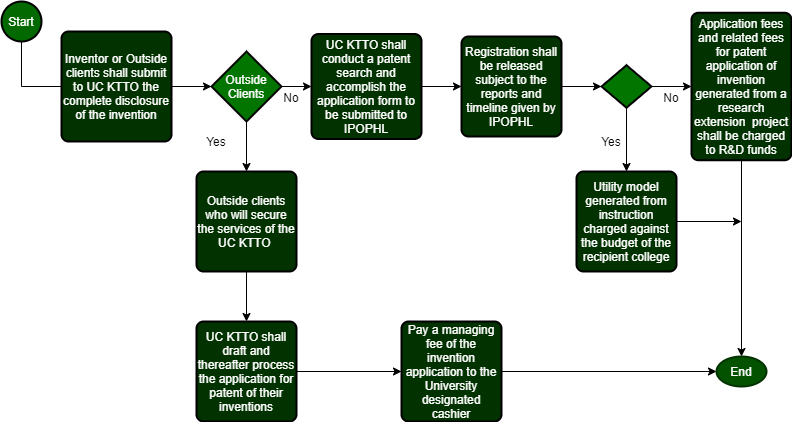 Start
Inventor or Outside
clients shall submit
to UC KTTO the
complete disclosure
of the invention
Outside
Clients
No
Yes
UC KTTO shall
conduct a patent
search and
accomplish the
application form to
be submitted to
IPOPHL
Registration shall
be released
subject to the
reports and
timeline given by
IPOPHL
No
Yes
Application fees
and related fees
for patent
application of
invention
generated from a
research
extension project
shall be charged
to R&D funds
Utility model
generated from
instruction
charged against
the budget of the
recipient college
Outside clients
who will secure
the services of the
UC KTTO
UC KTTO shall
draft and
thereafter process
the application for
patent of their
inventions
Pay a managing
fee of the
invention
application to the
University
designated
cashier
End